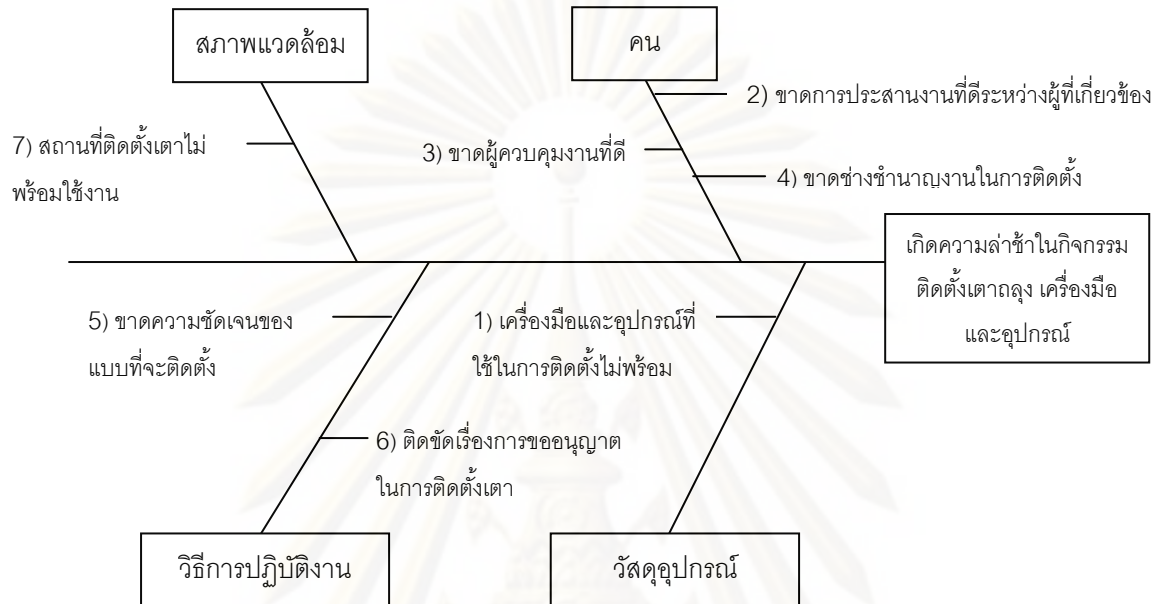 สภาพแวดล้อม
คน
2) ขาดการประสานงานที่ดีระหว่างผู้ที่เกี่ยวข้อง
7) สถานที่ติดตั้งเตาไม่
พร้อมใช้งาน
3) ขาดผู้ควบคุมงานที่ดี
4) ขาดช่างชำนาญงานในการติดตั้ง
เกิดความล่าช้าในกิจกรรม
ติดตั้งเตาถลุง เครื่องมือ
และอุปกรณ์
5) ขาดความชัดเจนของ
แบบที่จะติดตั้ง
1) เครื่องมือและอุปกรณ์ที่
ใช้ในการติดตั้งไม่พร้อม
6) ติดขัดเรื่องการขออนุญาต
ในการติดตั้งเตา
วิธีการปฏิบัติงาน
วัสดุอุปกรณ์